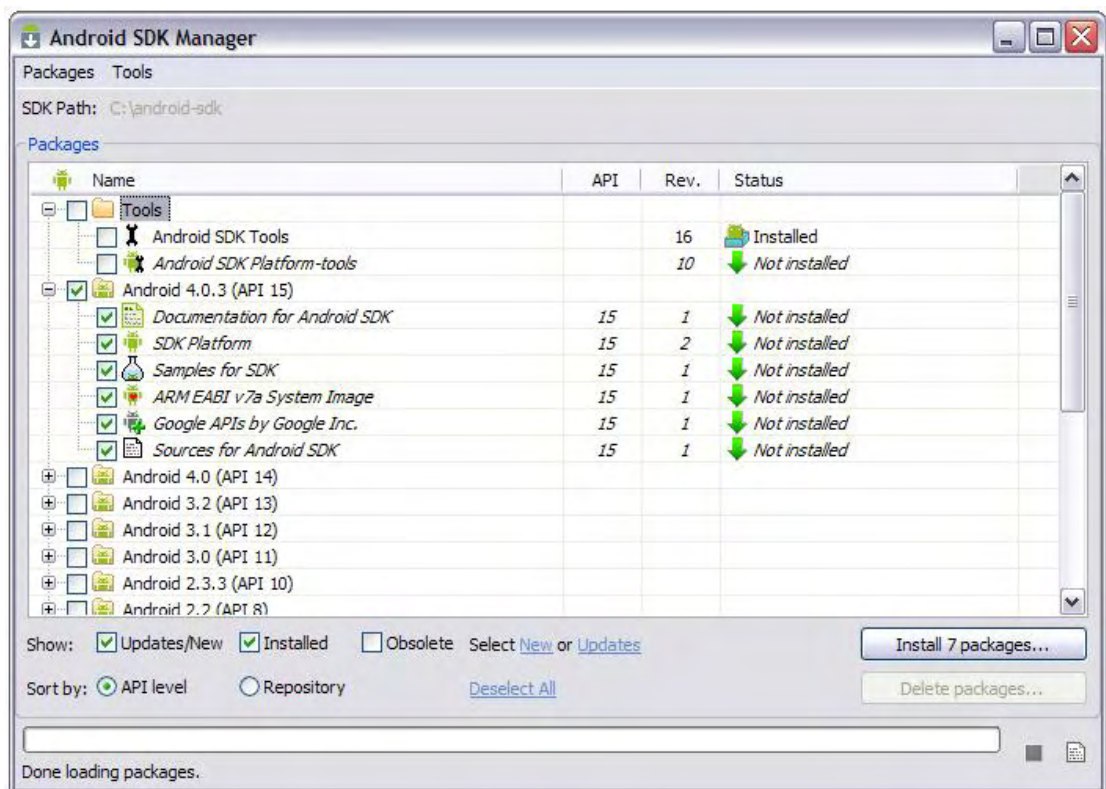 Android SDK Manager
Packages Tools
SDK Path: C:\android-sdk
Packages
Name API Rev. Status
Tools
Android SDK Tools 16 Installed
Android SDK Platform-tools 10 Not installed
Android 4.0.3 (API 15)
Documentation for Android SDK 15 1 Not installed
SDK Platform 15 2 Not installed
Samples for SDK 15 1 Not installed
ARM EABI v7a System Image 15 1 Not installed
Google APIs by Google Inc. 15 1 Not installed
Sources for Android SDK 15 1 Not installed
Android 4.0 (API 14)
Android 3.2 (API 13)
Android 3.1 (API 12)
Android 3.0 (API 11)
Android 2.3.3 (API 10)
Android 2.2 (API 8)
Show: Updates/New Installed Obsolete Select New or Updates Install 7 packages...
Sort by: API level Repository Deselect All Delete packages...
Done loading packages.